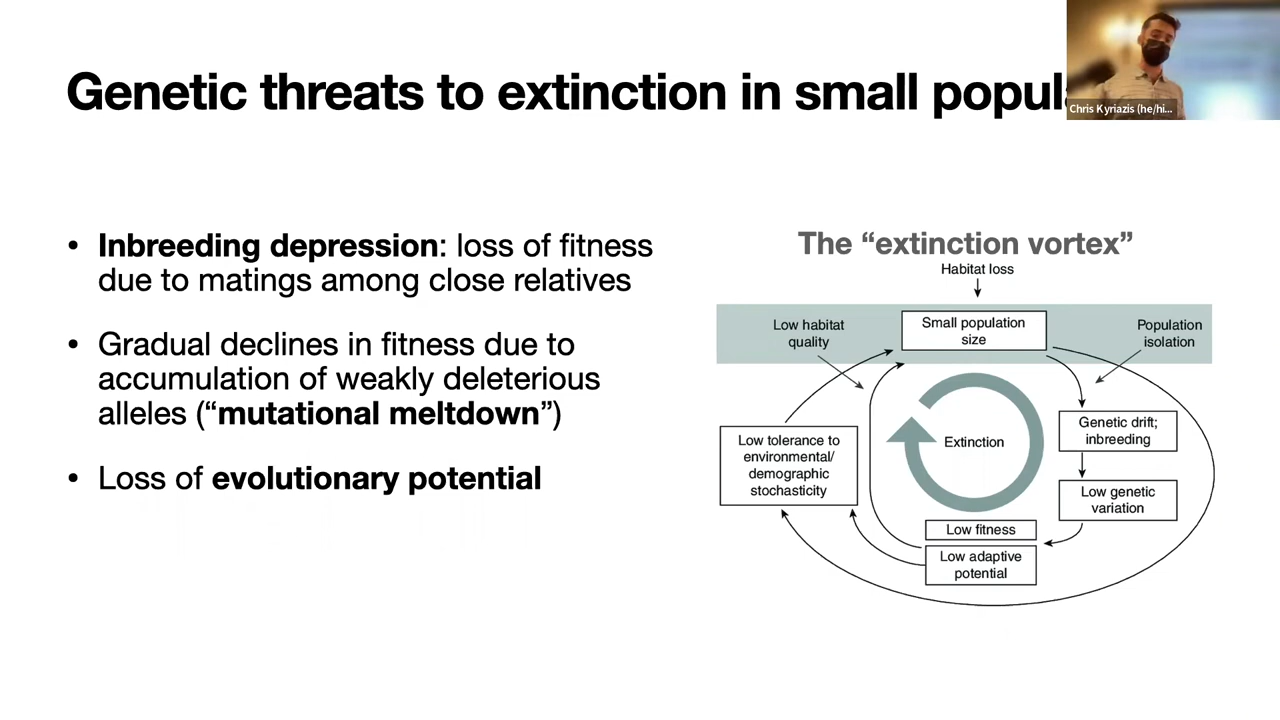 Genetic threats to extinction in small popul
Chris Kyriazis (he/hi...
• Inbreeding depression: loss of fitness
due to matings among close relatives
• Gradual declines in fitness due to
accumulation of weakly deleterious
alleles (“mutational meltdown”)
• Loss of evolutionary potential
The “extinction vortex”
Habitat loss
Low habitat
quality
Small population
size
Population
isolation
Genetic drift;
inbreeding
Low tolerance to
environmental/
demographic
stochasticity
Extinction
Low genetic
variation
Low fitness
Low adaptive
potential